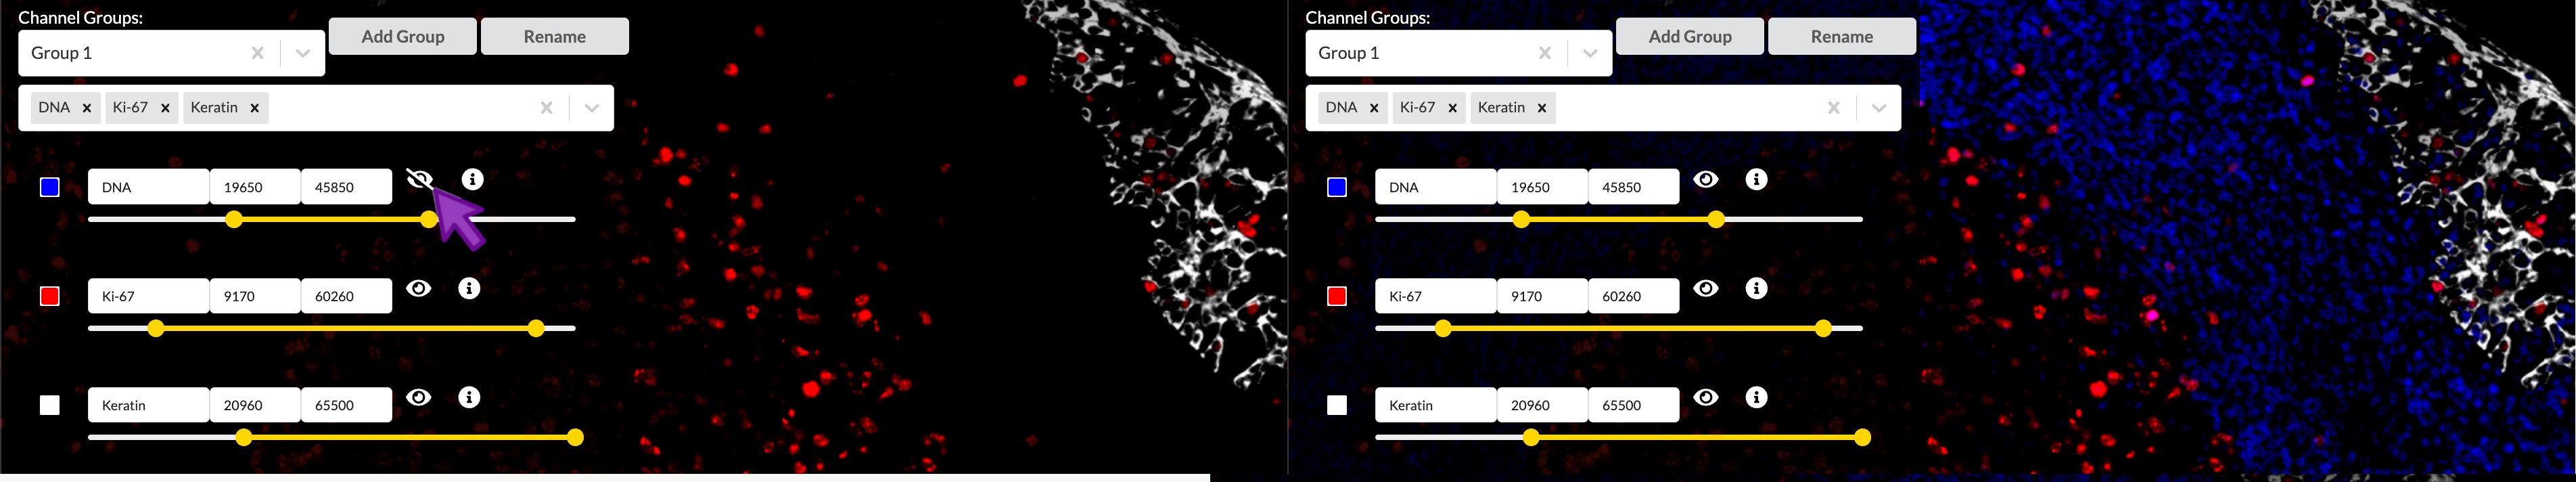 Channel Groups:
Group 1
Add Group
Rename
DNA
Ki-67
Keratin
DNA 19650 45850
Ki-67 9170 60260
Keratin 20960 65500
Channel Groups:
Group 1
Add Group
Rename
DNA
Ki-67
Keratin
DNA 19650 45850
Ki-67 9170 60260
Keratin 20960 65500